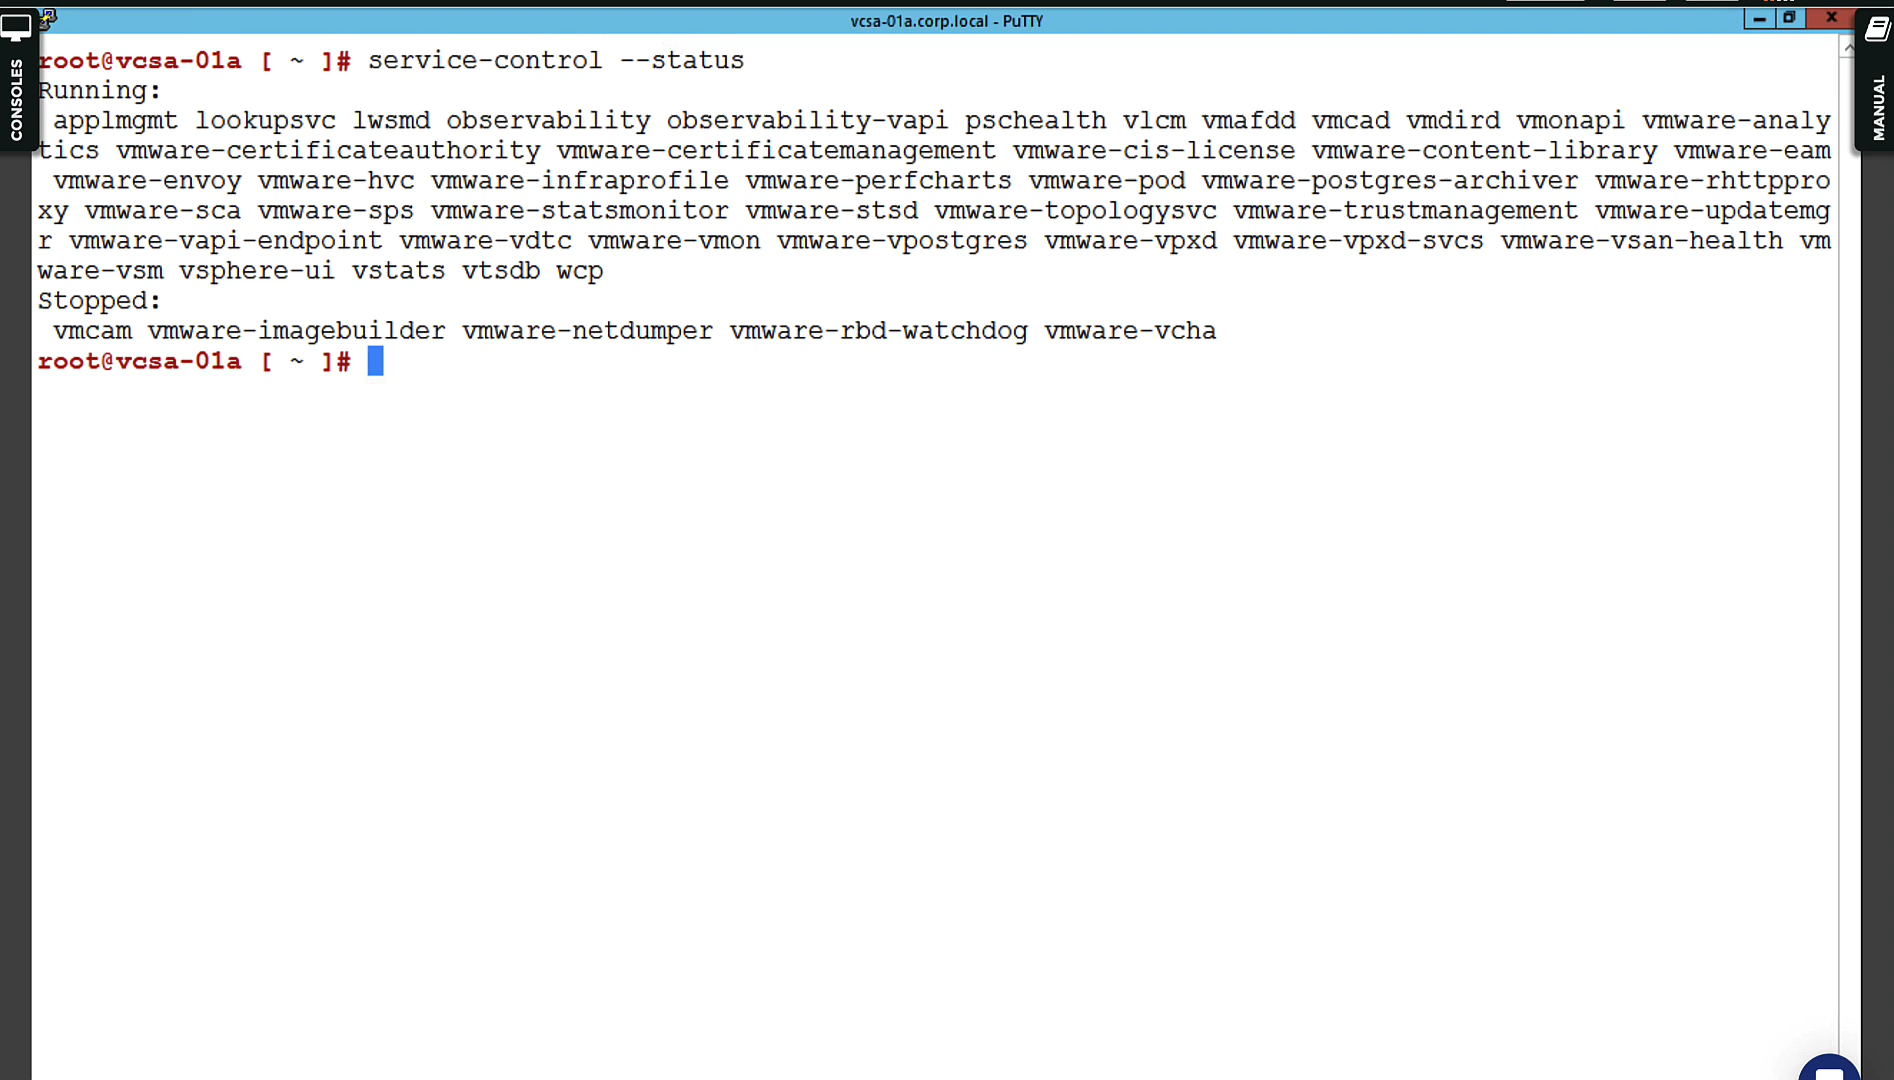 vcsa-01a.corp.local - PuTTY
CONSOLES
MANUAL
root@vcsa-01a [ ~ ]# service-control --status
Running:
 applmgmt lookupsvc lwsmd observability observability-vapi pschealth vlcm vmafdd vmcad vmdird vmonapi vmware-analy
tics vmware-certificateauthority vmware-certificatemanagement vmware-cis-license vmware-content-library vmware-eam
 vmware-envoy vmware-hvc vmware-infraprofile vmware-perfcharts vmware-pod vmware-postgres-archiver vmware-rhttppro
xy vmware-sca vmware-sps vmware-statsmonitor vmware-stsd vmware-topologysvc vmware-trustmanagement vmware-updatemg
r vmware-vapi-endpoint vmware-vdtc vmware-vmon vmware-vpostgres vmware-vpxd vmware-vpxd-svcs vmware-vsan-health vm
ware-vsm vsphere-ui vstats vtsdb wcp
Stopped:
 vmcam vmware-imagebuilder vmware-netdumper vmware-rbd-watchdog vmware-vcha
root@vcsa-01a [ ~ ]#